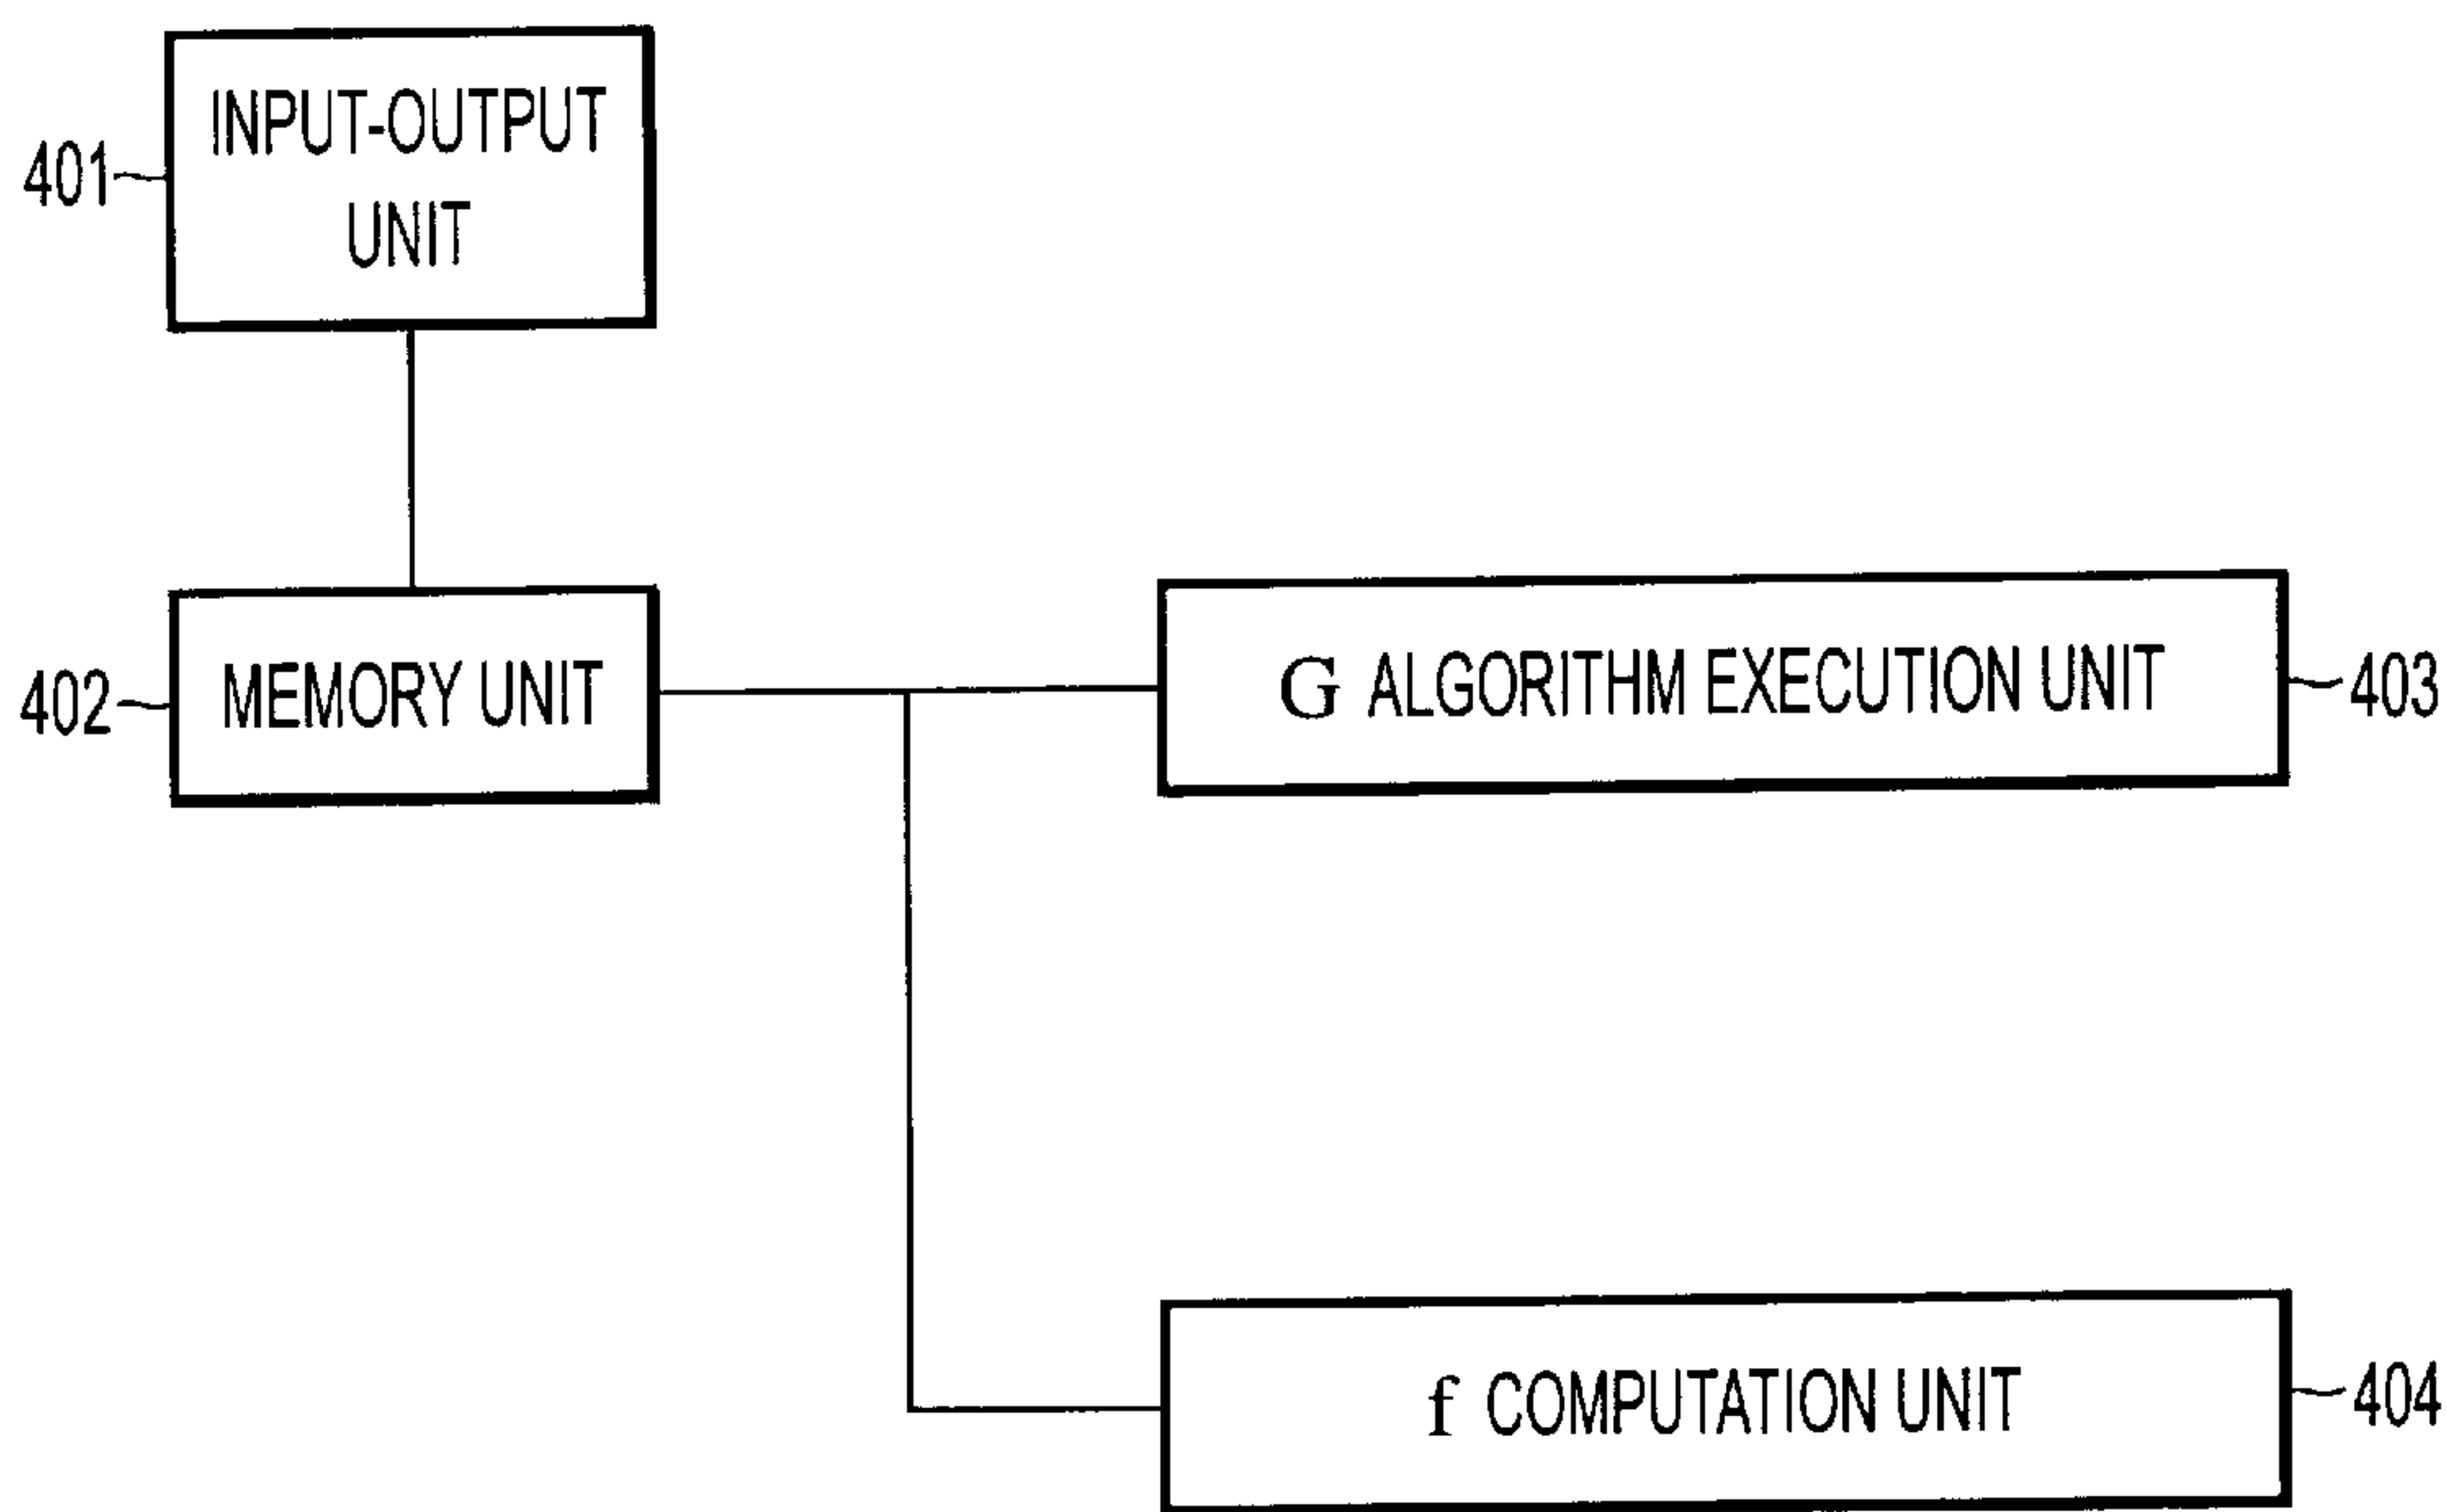 401
INPUT-OUTPUT
UNIT
402
MEMORY UNIT
G ALGORITHM EXECUTION UNIT
403
f COMPUTATION UNIT
404